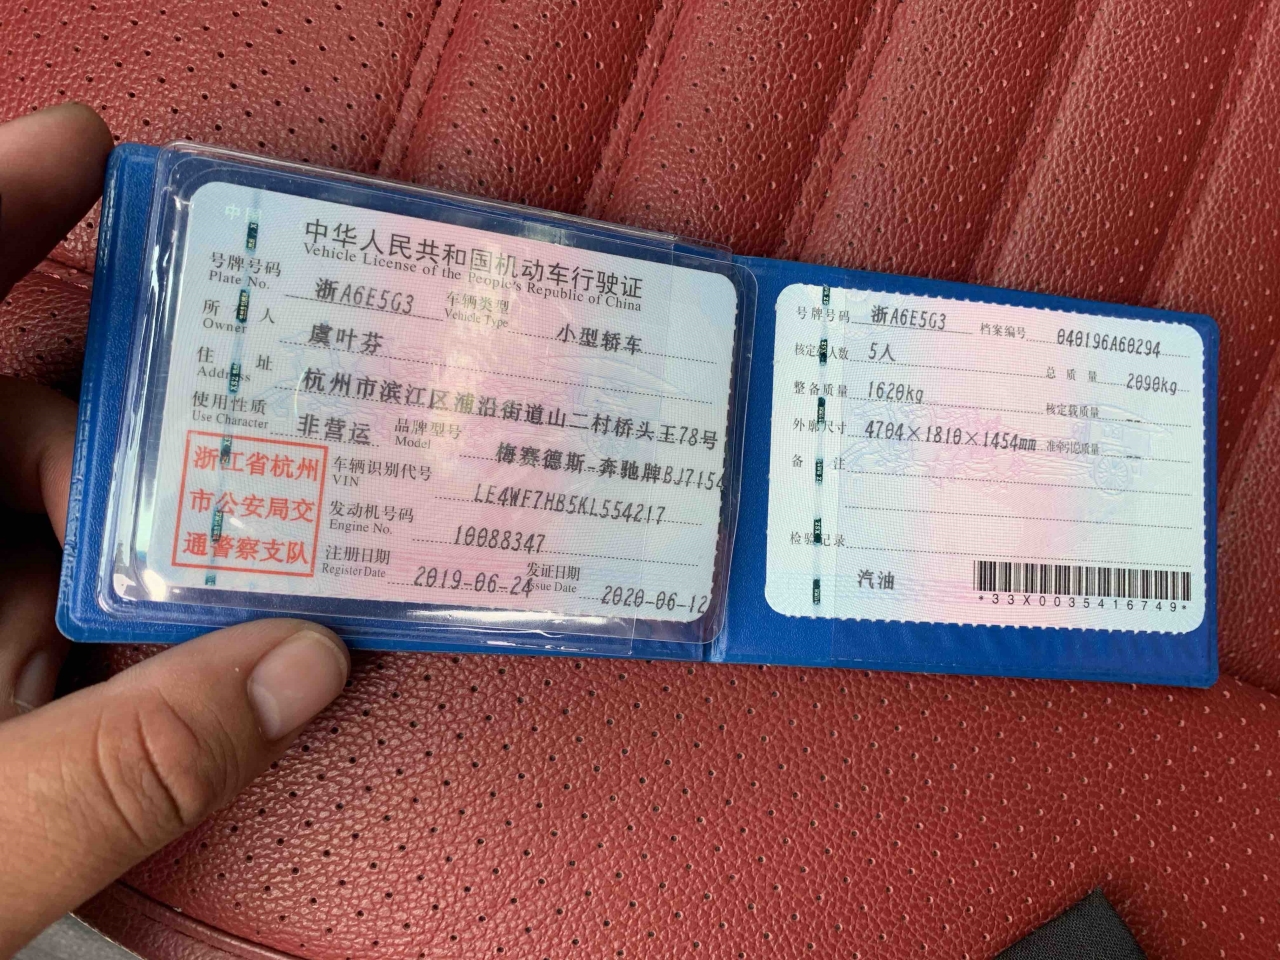 中华人民共和国机动车行驶证
Vehicle License of the People's Republic of China
号牌号码 浙A6E5G3 车辆类型 小型轿车
Plate No. Vehicle Type
所有人 虞叶芬
Owner
住址 杭州市滨江区浦沿街道山二村桥头玉78号
Address
使用性质 非营运 品牌型号 梅赛德斯-奔驰牌BJ7154
Use Character Model
浙江省杭州
市公安局交
通警察支队
车辆识别代号 LE4WF7HB5KL554217
VIN
发动机号码 10088347
Engine No.
注册日期 2019-06-24 发证日期 2020-06-12
Register Date Issue Date
号牌号码 浙A6E5G3 档案编号 040196A60294
核定载人数 5人 总质量 2090kg
整备质量 1620kg 核定载质量 --
外廓尺寸 4704×1810×1454mm 准牵引总质量 --
备注
检验记录
汽油
*33X0035416749*